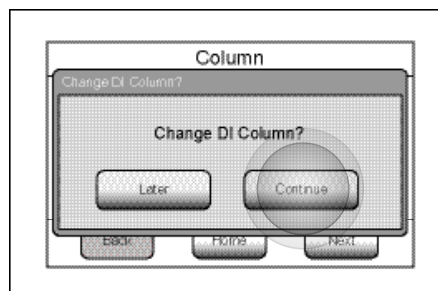 Column
Change DI Column?
Change DI Column?
Later Continue
Back Home Next